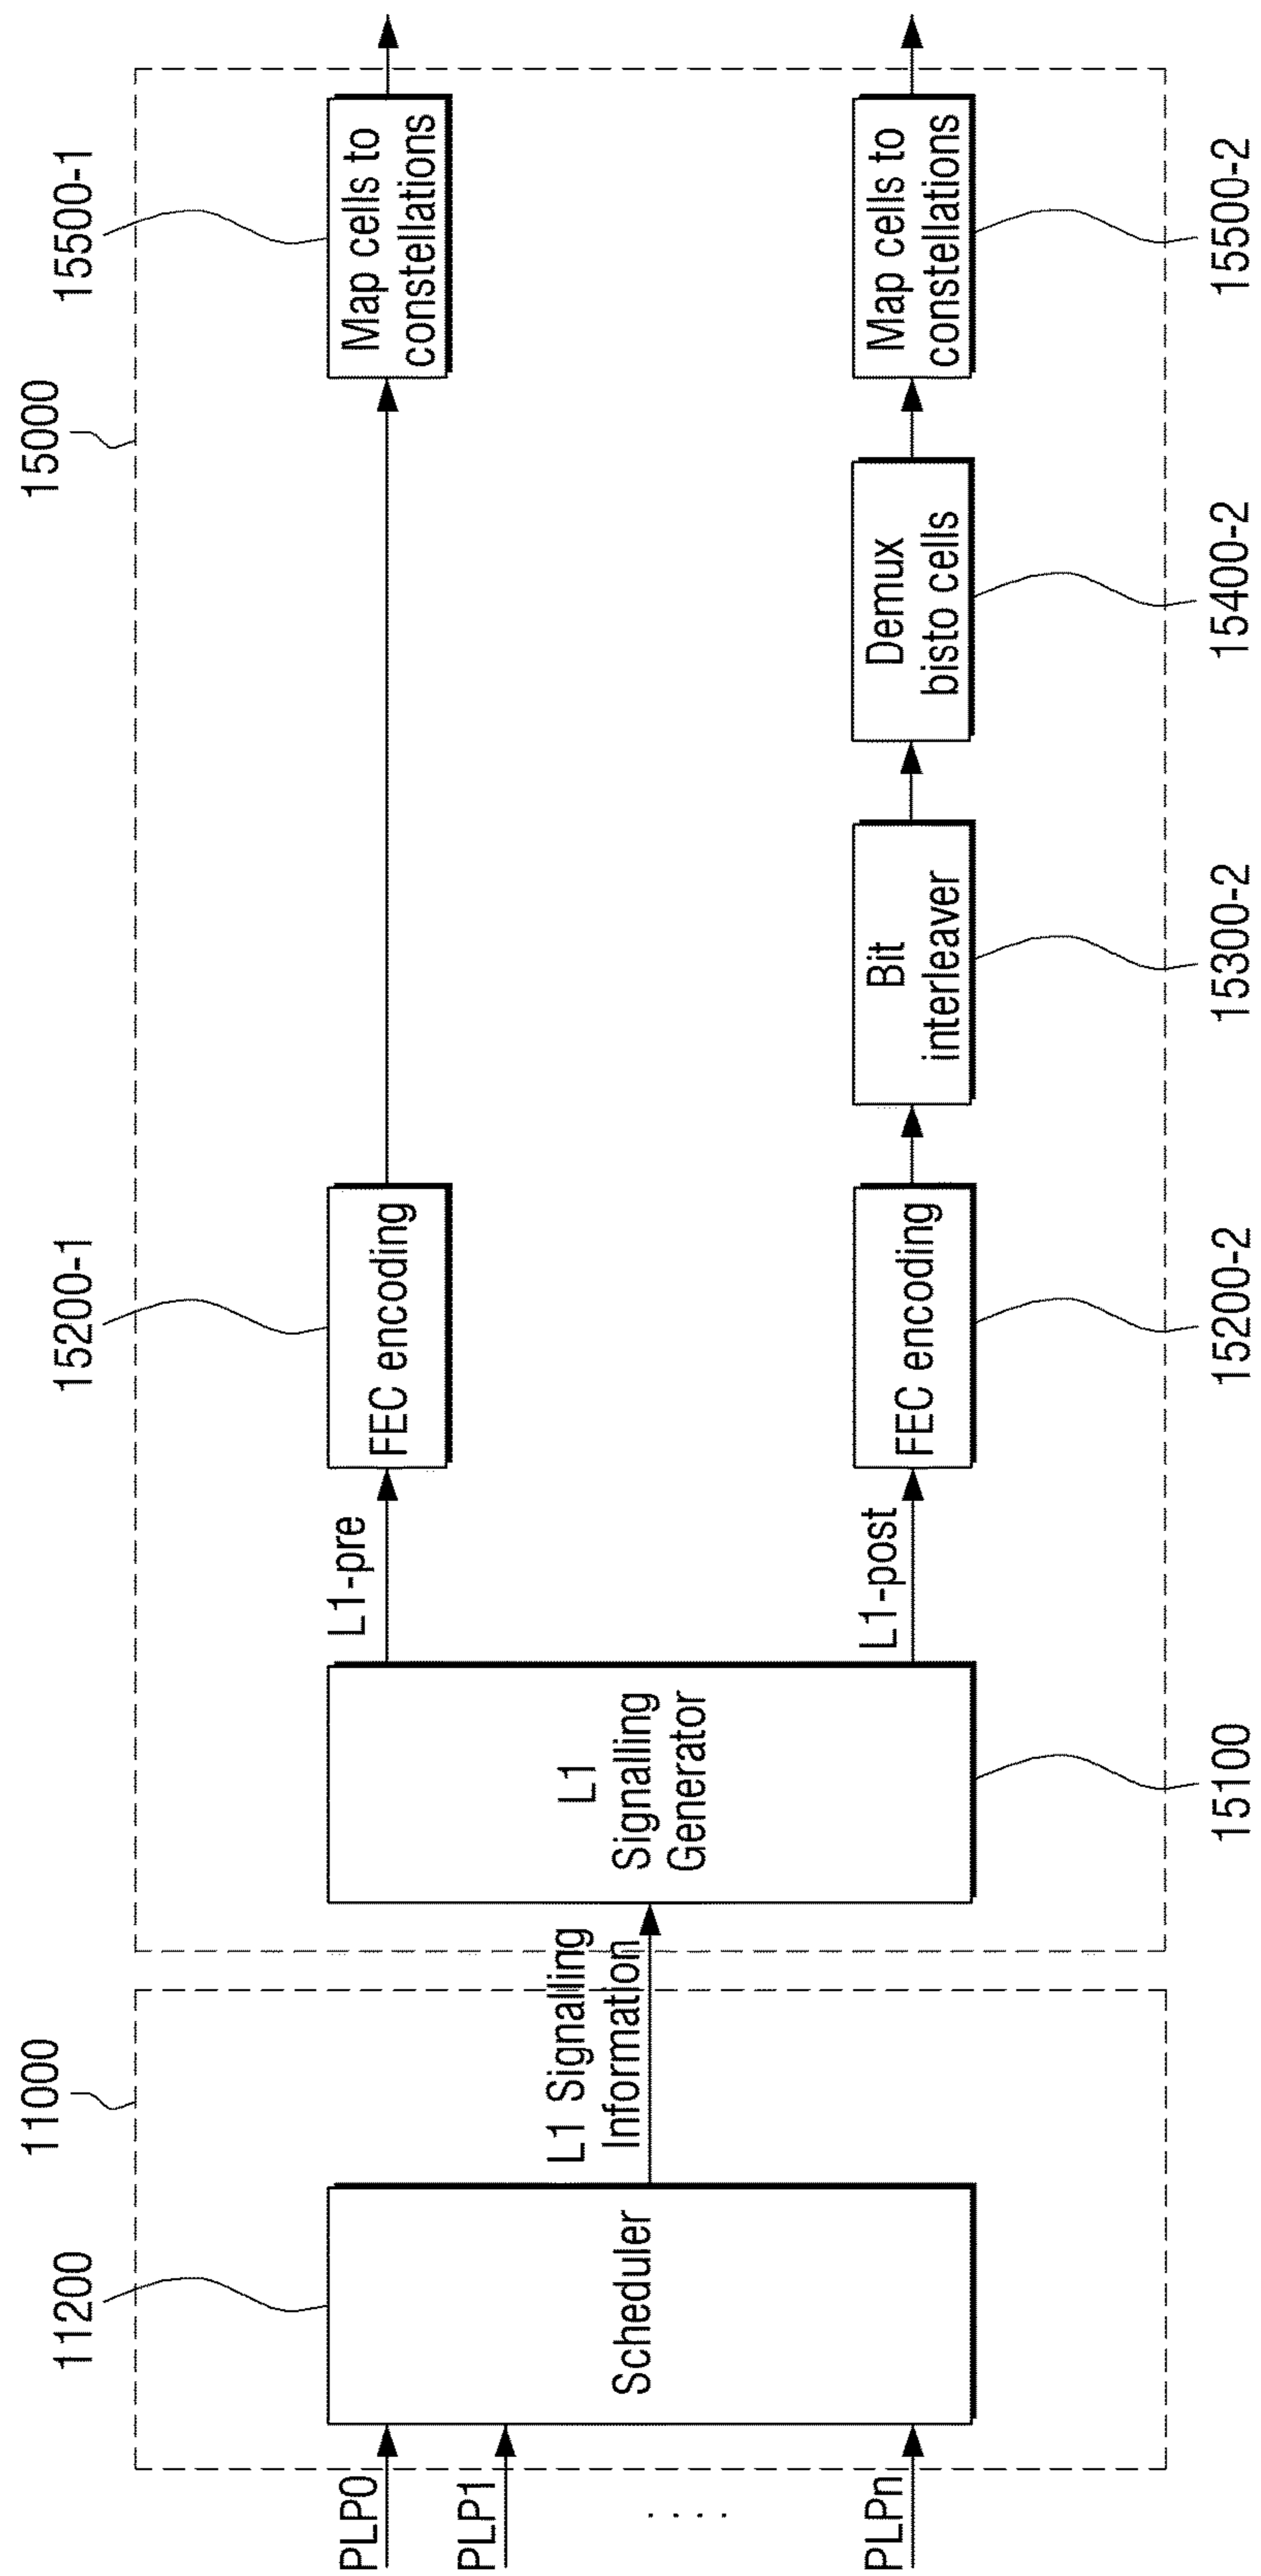 11000
15000
11200
15200-1
15500-1
PLP0
PLP1
. . . .
PLPn
Scheduler
L1 Signalling
Information
L1
Signalling
Generator
L1-pre
FEC encoding
Map cells to
constellations
L1-post
FEC encoding
Bit
interleaver
Demux
bisto cells
Map cells to
constellations
15100
15200-2
15300-2
15400-2
15500-2